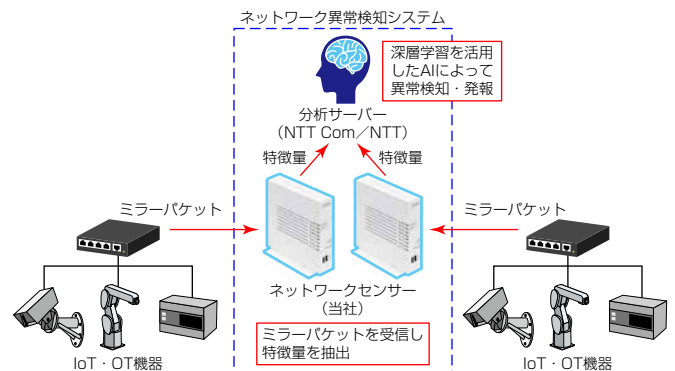 ネットワーク異常検知システム
深層学習を活用
したAIによって
異常検知・発報
分析サーバー
（NTT Com／NTT）
特徴量
特徴量
ミラーパケット
ミラーパケット
ネットワークセンサー
（当社）
ミラーパケットを受信し
特徴量を抽出
IoT・OT機器
IoT・OT機器